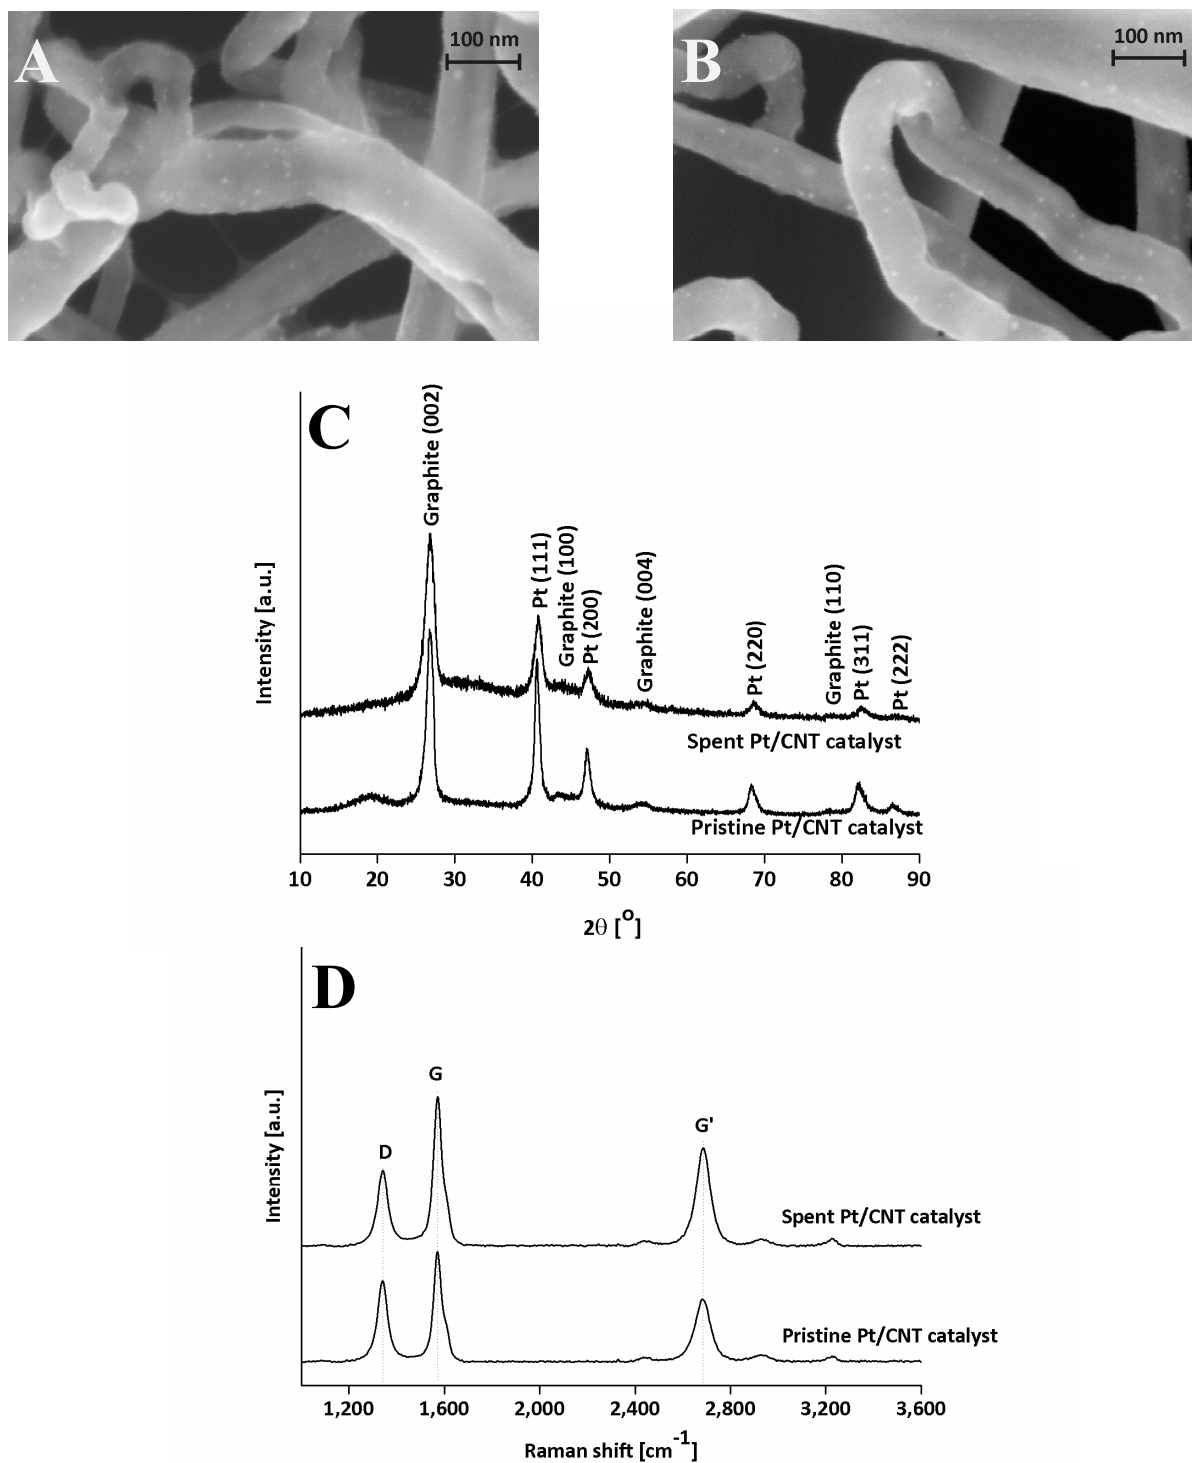 A
100 nm
B
100 nm
C
Graphite (002)
Pt (111)
Graphite (100)
Pt (200)
Graphite (004)
Pt (220)
Graphite (110)
Pt (311)
Pt (222)
Intensity [a.u.]
Spent Pt/CNT catalyst
Pristine Pt/CNT catalyst
10 20 30 40 50 60 70 80 90
2θ [°]
D
G
D
G'
Intensity [a.u.]
Spent Pt/CNT catalyst
Pristine Pt/CNT catalyst
1,200 1,600 2,000 2,400 2,800 3,200 3,600
Raman shift [cm⁻¹]